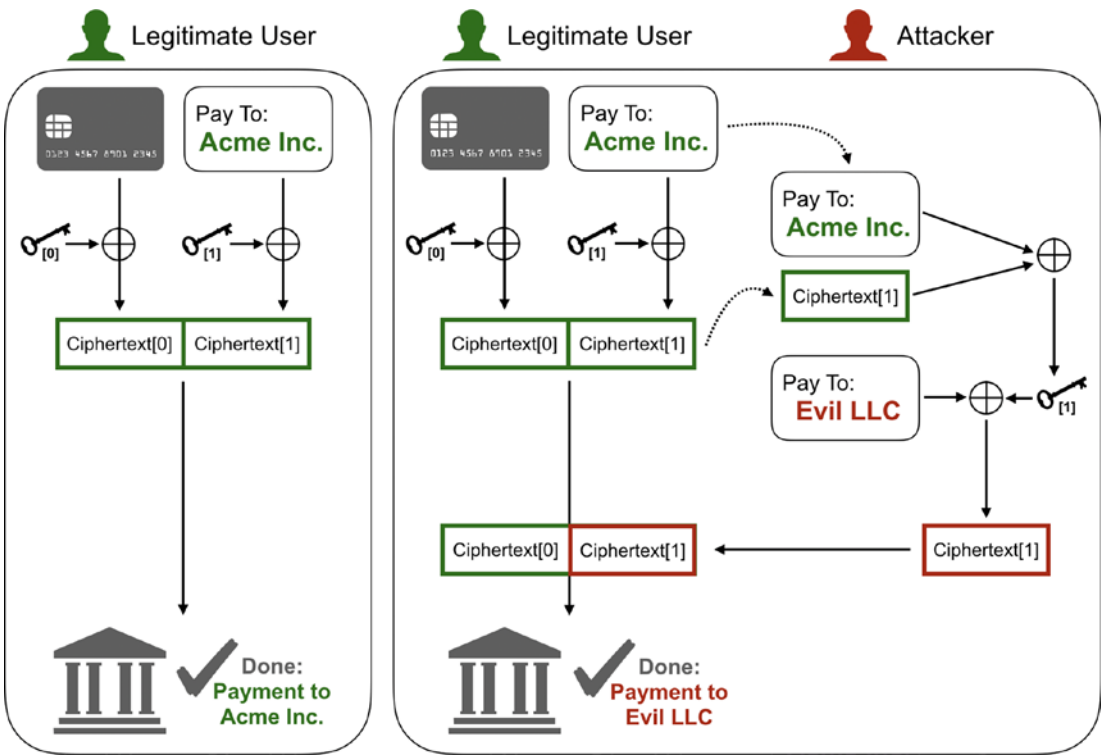 Legitimate User
Pay To:
Acme Inc.
0123 4567 8901 2345
[0]
[1]
Ciphertext[0]
Ciphertext[1]
Done:
Payment to
Acme Inc.
Legitimate User
Attacker
Pay To:
Acme Inc.
0123 4567 8901 2345
[0]
[1]
Pay To:
Acme Inc.
Ciphertext[1]
Ciphertext[0]
Ciphertext[1]
Pay To:
Evil LLC
[1]
Ciphertext[0]
Ciphertext[1]
Ciphertext[1]
Done:
Payment to
Evil LLC